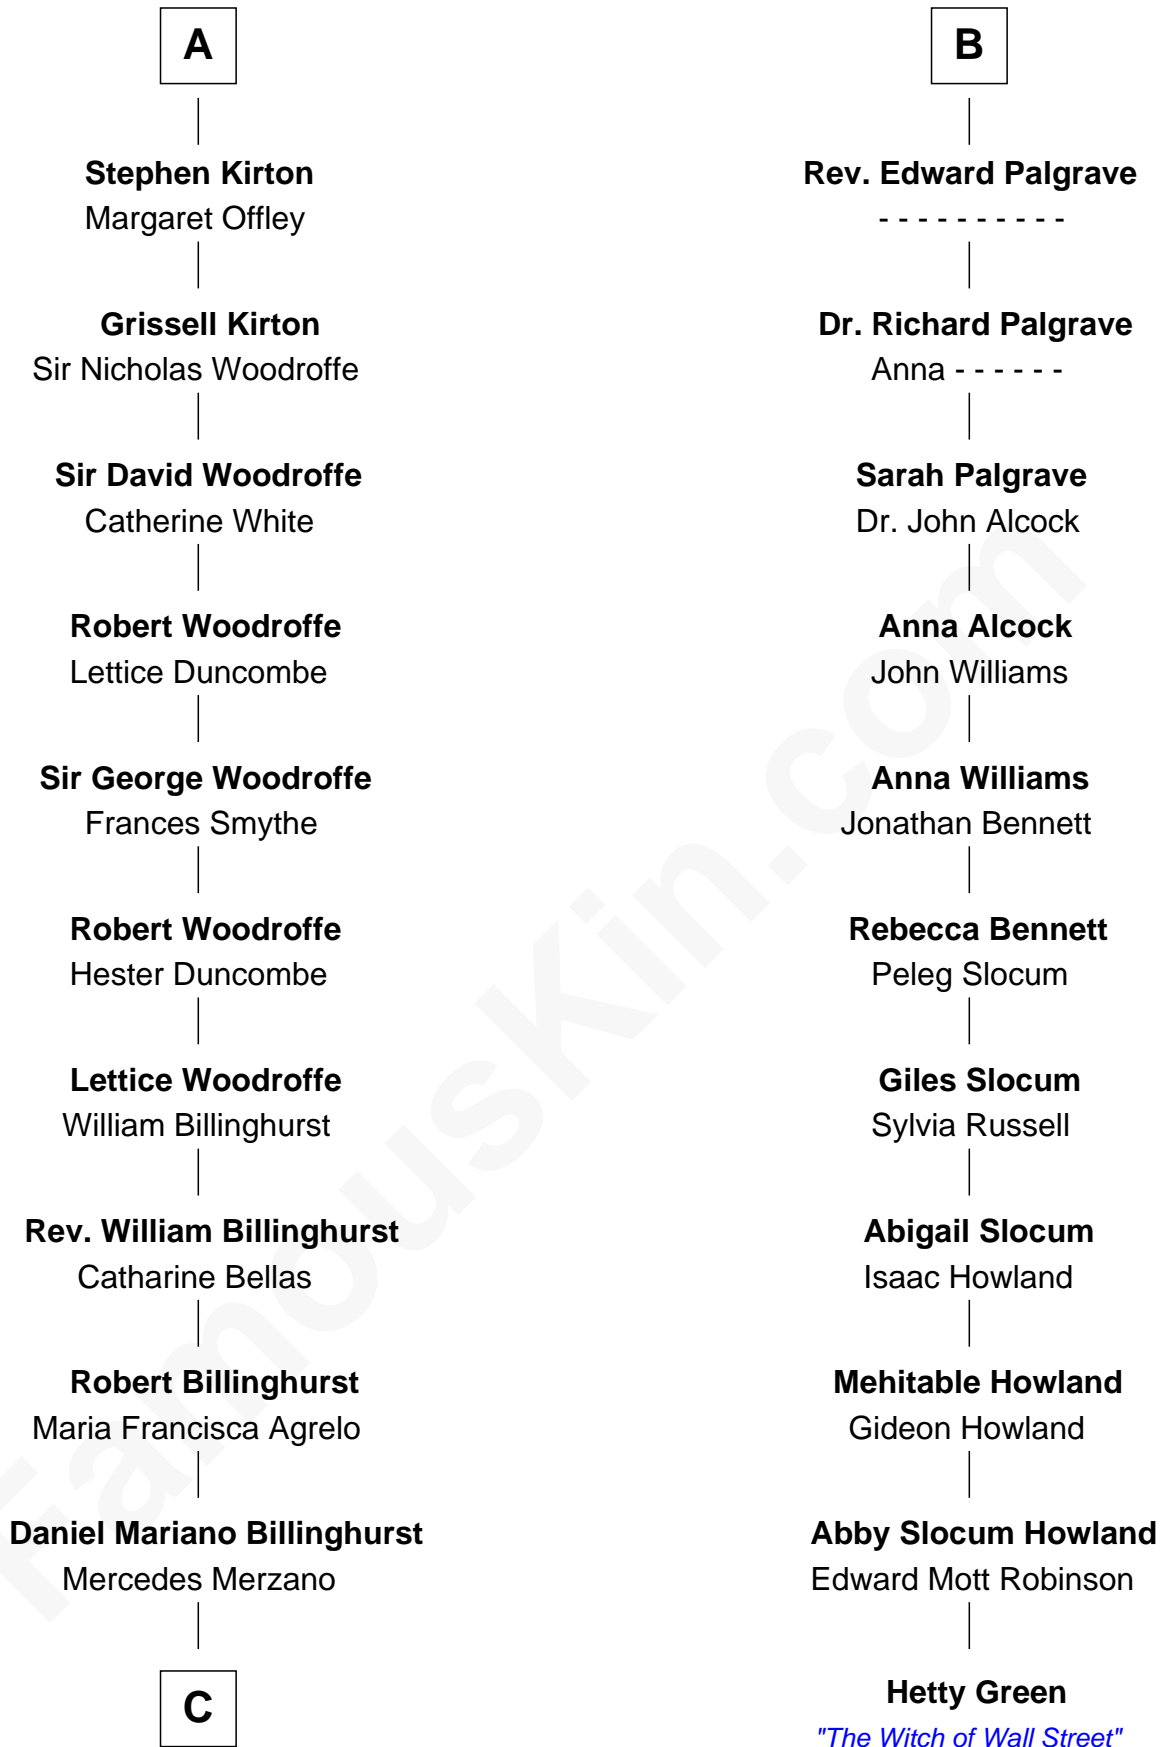 A
Stephen Kirton
Margaret Offley
Grissell Kirton
Sir Nicholas Woodroffe
Sir David Woodroffe
Catherine White
Robert Woodroffe
Lettice Duncombe
Sir George Woodroffe
Frances Smythe
Robert Woodroffe
Hester Duncombe
Lettice Woodroffe
William Billinghurst
Rev. William Billinghurst
Catharine Bellas
Robert Billinghurst
Maria Francisca Agrelo
Daniel Mariano Billinghurst
Mercedes Merzano
C
B
Rev. Edward Palgrave
- - - - - - - - - -
Dr. Richard Palgrave
Anna - - - - - -
Sarah Palgrave
Dr. John Alcock
Anna Alcock
John Williams
Anna Williams
Jonathan Bennett
Rebecca Bennett
Peleg Slocum
Giles Slocum
Sylvia Russell
Abigail Slocum
Isaac Howland
Mehitable Howland
Gideon Howland
Abby Slocum Howland
Edward Mott Robinson
Hetty Green
"The Witch of Wall Street"
FamousKin.com